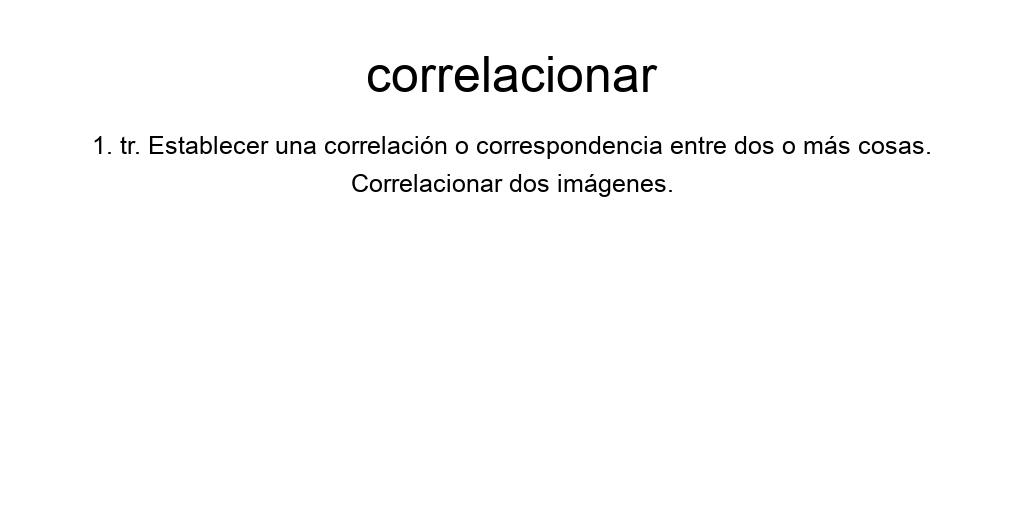 correlacionar
1. tr. Establecer una correlación o correspondencia entre dos o más cosas.
Correlacionar dos imágenes.